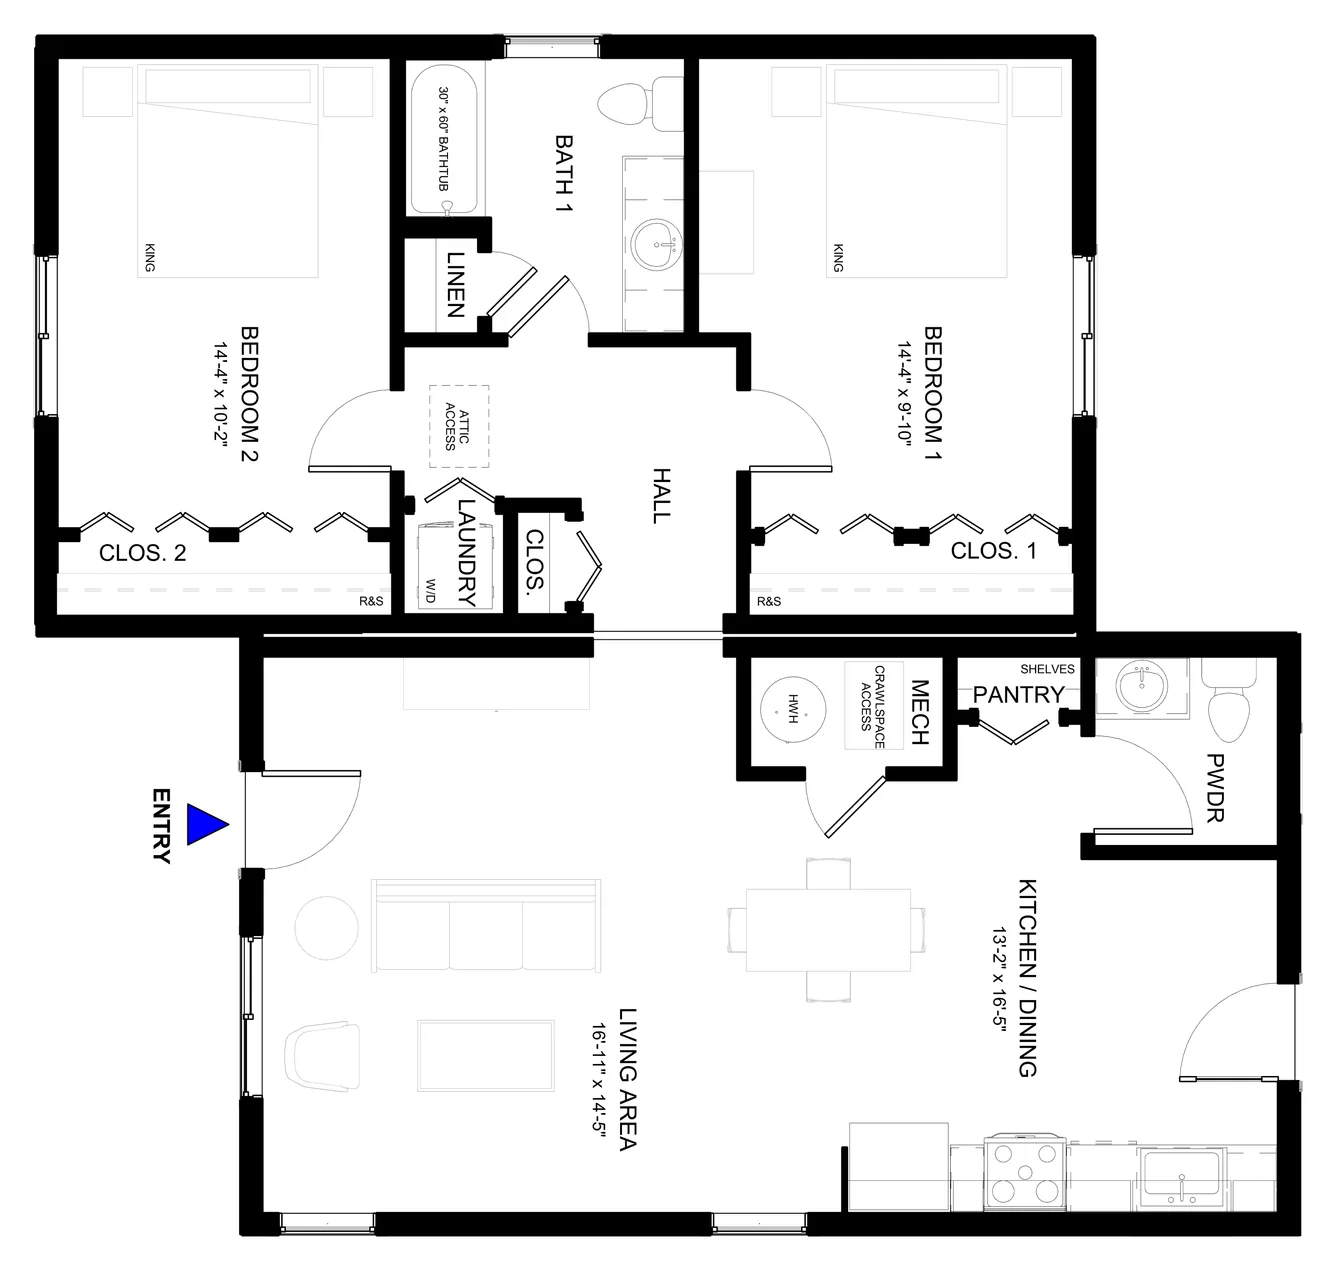 30" x 60" BATHTUB
BATH 1
KING
KING
LINEN
BEDROOM 2
14'-4" x 10'-2"
BEDROOM 1
14'-4" x 9'-10"
ATTIC
ACCESS
HALL
LAUNDRY
W/D
CLOS.
CLOS. 2
R&S
CLOS. 1
R&S
HWH
CRAWLSPACE
ACCESS
MECH
SHELVES
PANTRY
PWDR
ENTRY
KITCHEN / DINING
13'-2" x 16'-5"
LIVING AREA
16'-11" x 14'-5"